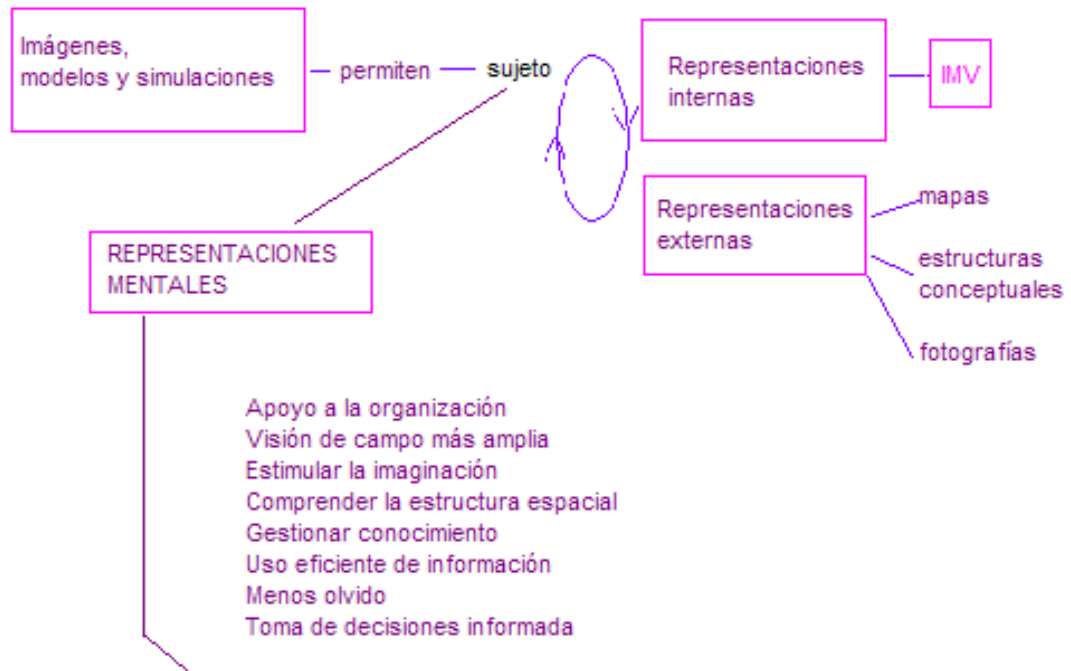 Imágenes,
modelos y simulaciones
permiten
sujeto
Representaciones
internas
IMV
Representaciones
externas
mapas
estructuras
conceptuales
fotografías
REPRESENTACIONES
MENTALES
Apoyo a la organización
Visión de campo más amplia
Estimular la imaginación
Comprender la estructura espacial
Gestionar conocimiento
Uso eficiente de información
Menos olvido
Toma de decisiones informada